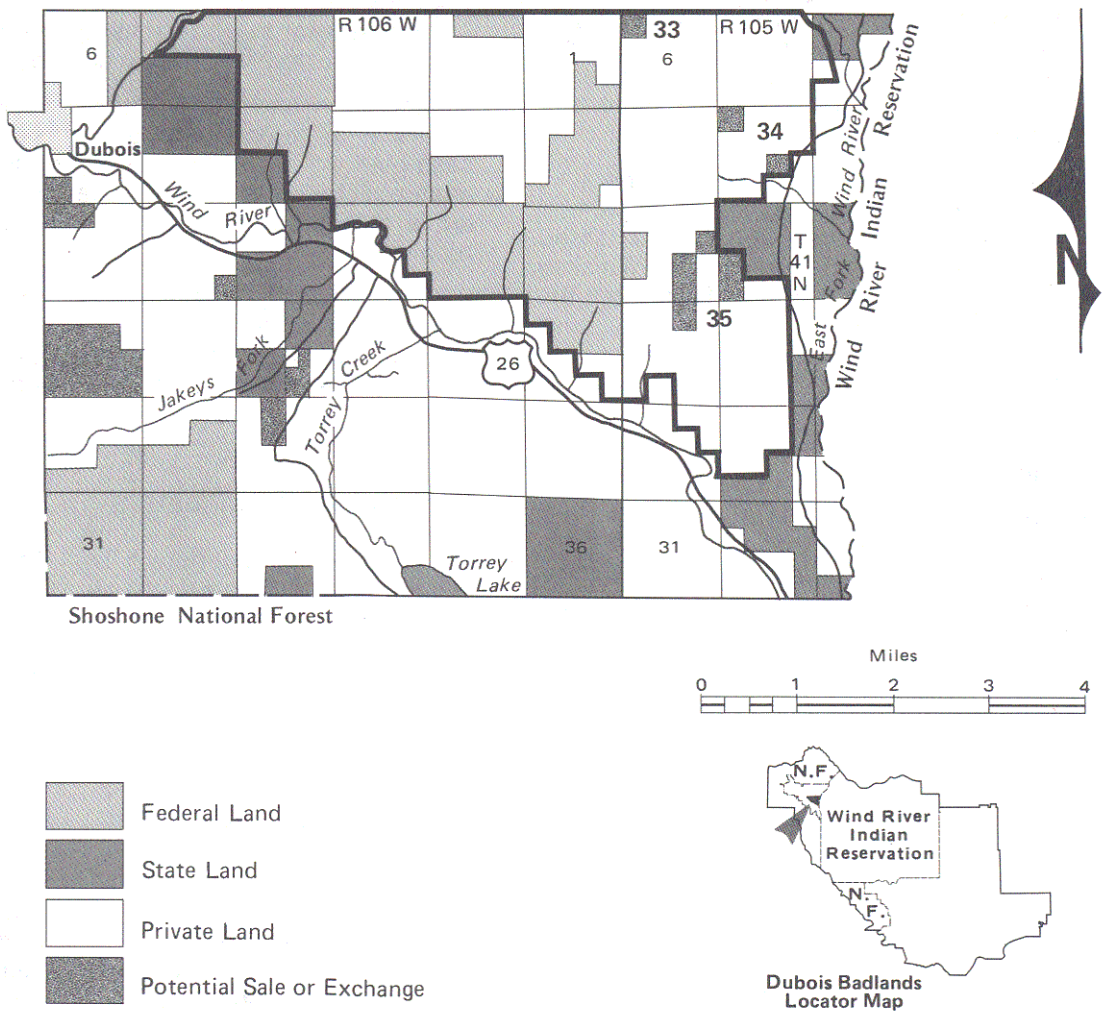 R 106 W
33
R 105 W
6
1
6
34
Dubois
Wind River
Wind River Indian Reservation
East Fork Wind River
T
41
N
35
26
Jakeys Fork
Torrey Creek
31
36
31
Torrey
Lake
Shoshone National Forest
N
Miles
0 1 2 3 4
Federal Land
State Land
Private Land
Potential Sale or Exchange
N.F.
Wind River
Indian
Reservation
N.
F.
Dubois Badlands
Locator Map